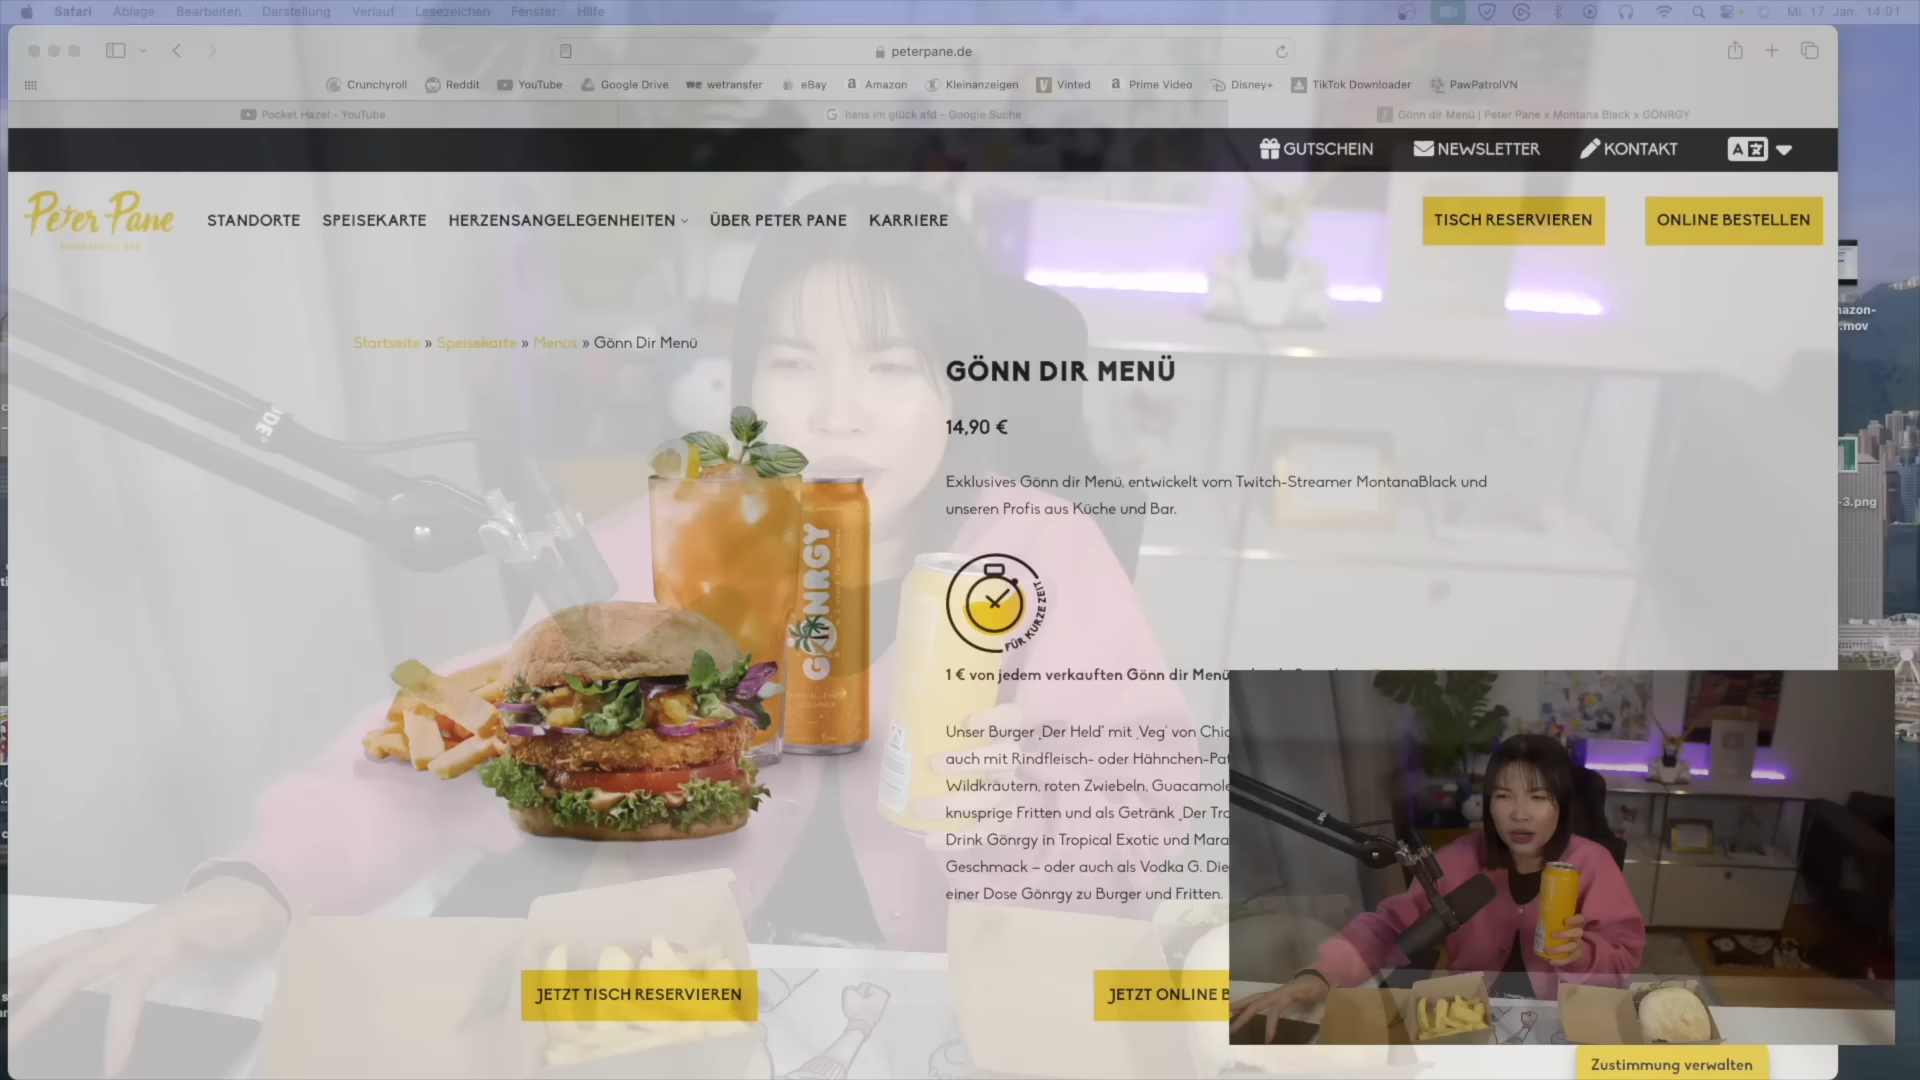 Safari Ablage Bearbeiten Darstellung Verlauf Lesezeichen Fenster Hilfe
Mi. 17. Jan. 14:01
peterpane.de
Crunchyroll Reddit YouTube Google Drive we wetransfer eBay Amazon Kleinanzeigen Vinted Prime Video Disney+ TikTok Downloader PawPatrolVN
Pocket Hazel - YouTube
hans im glück afd - Google Suche
Gönn dir Menü | Peter Pane x Montana Black x GÖNRGY
GUTSCHEIN NEWSLETTER KONTAKT
Peter Pane
STANDORTE SPEISEKARTE HERZENSANGELEGENHEITEN ÜBER PETER PANE KARRIERE
TISCH RESERVIEREN ONLINE BESTELLEN
azon-
.mov
Startseite » Speisekarte » Menüs » Gönn Dir Menü
GÖNN DIR MENÜ
14,90 €
Exklusives Gönn dir Menü, entwickelt vom Twitch-Streamer MontanaBlack und
unseren Profis aus Küche und Bar.
-3.png
GÖNRGY
FÜR KURZE ZEIT
1 € von jedem verkauften Gönn dir Menü
Unser Burger ‚Der Held' mit ‚Veg' von Chic
auch mit Rindfleisch- oder Hähnchen-Pat
Wildkräutern, roten Zwiebeln, Guacamole
knusprige Fritten und als Getränk ‚Der Tro
Drink Gönrgy in Tropical Exotic und Mara
Geschmack – oder auch als Vodka G. Die
einer Dose Gönrgy zu Burger und Fritten.
JETZT TISCH RESERVIEREN
JETZT ONLINE B
Zustimmung verwalten